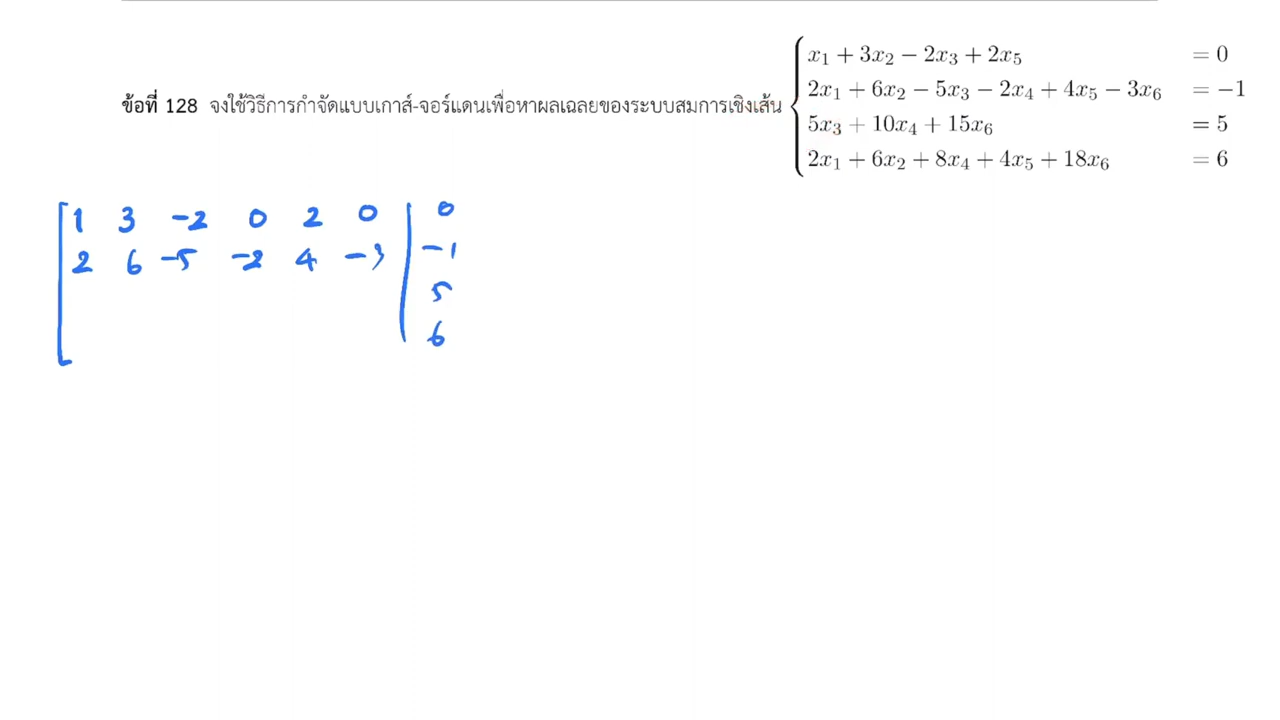 ข้อที่ 128 จงใช้วิธีการกำจัดแบบเกาส์-จอร์แดนเพื่อหาผลเฉลยของระบบสมการเชิงเส้น
x₁ + 3x₂ − 2x₃ + 2x₅ = 0
2x₁ + 6x₂ − 5x₃ − 2x₄ + 4x₅ − 3x₆ = −1
5x₃ + 10x₄ + 15x₆ = 5
2x₁ + 6x₂ + 8x₄ + 4x₅ + 18x₆ = 6
1 3 -2 0 2 0 | 0
2 6 -5 -2 4 -3 | -1
5
6